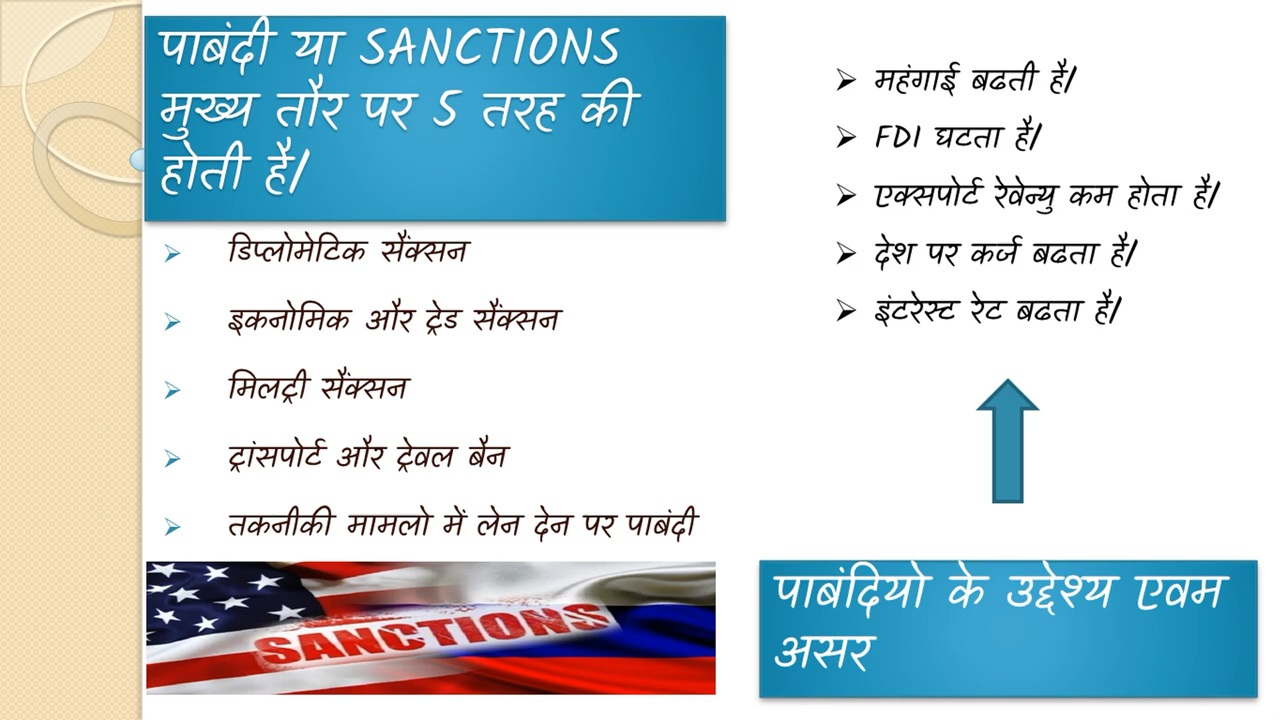 पाबंदी या SANCTIONS
मुख्य तौर पर 5 तरह की
होती है/
डिप्लोमेटिक सैंक्सन
इकनोमिक और ट्रेड सैंक्सन
मिलट्री सैंक्सन
ट्रांसपोर्ट और ट्रेवल बैन
तकनीकी मामलो में लेन देन पर पाबंदी
SANCTIONS
महंगाई बढती है/
FDI घटता है/
एक्सपोर्ट रेवेन्यु कम होता है/
देश पर कर्ज बढता है/
इंटरेस्ट रेट बढता है/
पाबंदियो के उद्देश्य एवम
असर